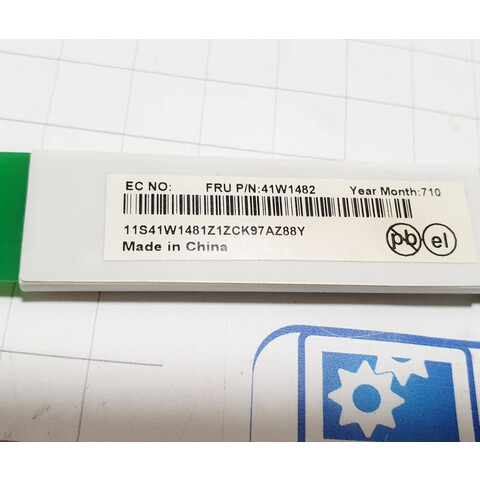 EC NO: FRU P/N:41W1482 Year Month:710
11S41W1481Z1ZCK97AZ88Y
Made in China
pb el